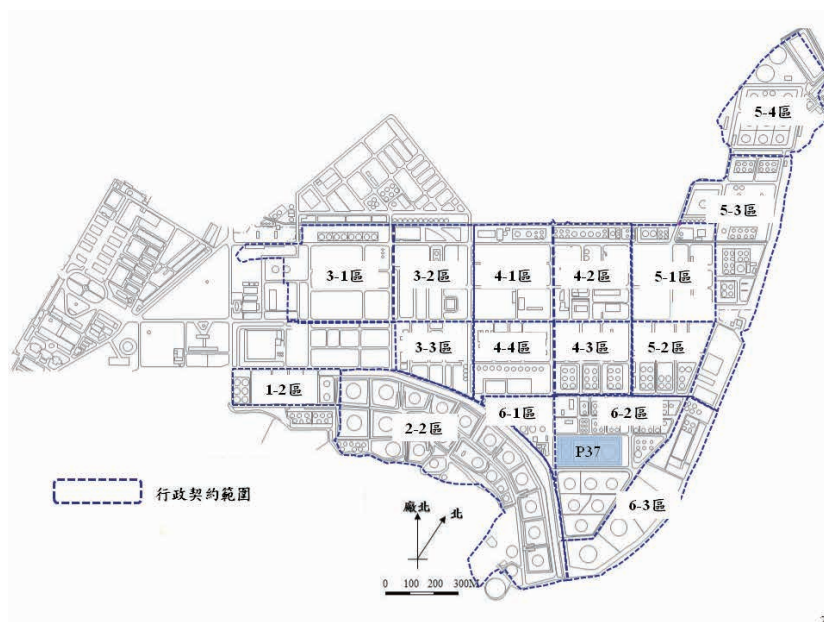 5-4區
5-3區
3-1區
3-2區
4-1區
4-2區
5-1區
3-3區
4-4區
4-3區
5-2區
1-2區
2-2區
6-1區
6-2區
P37
6-3區
行政契約範圍
廠北
北
0 100 200 300M